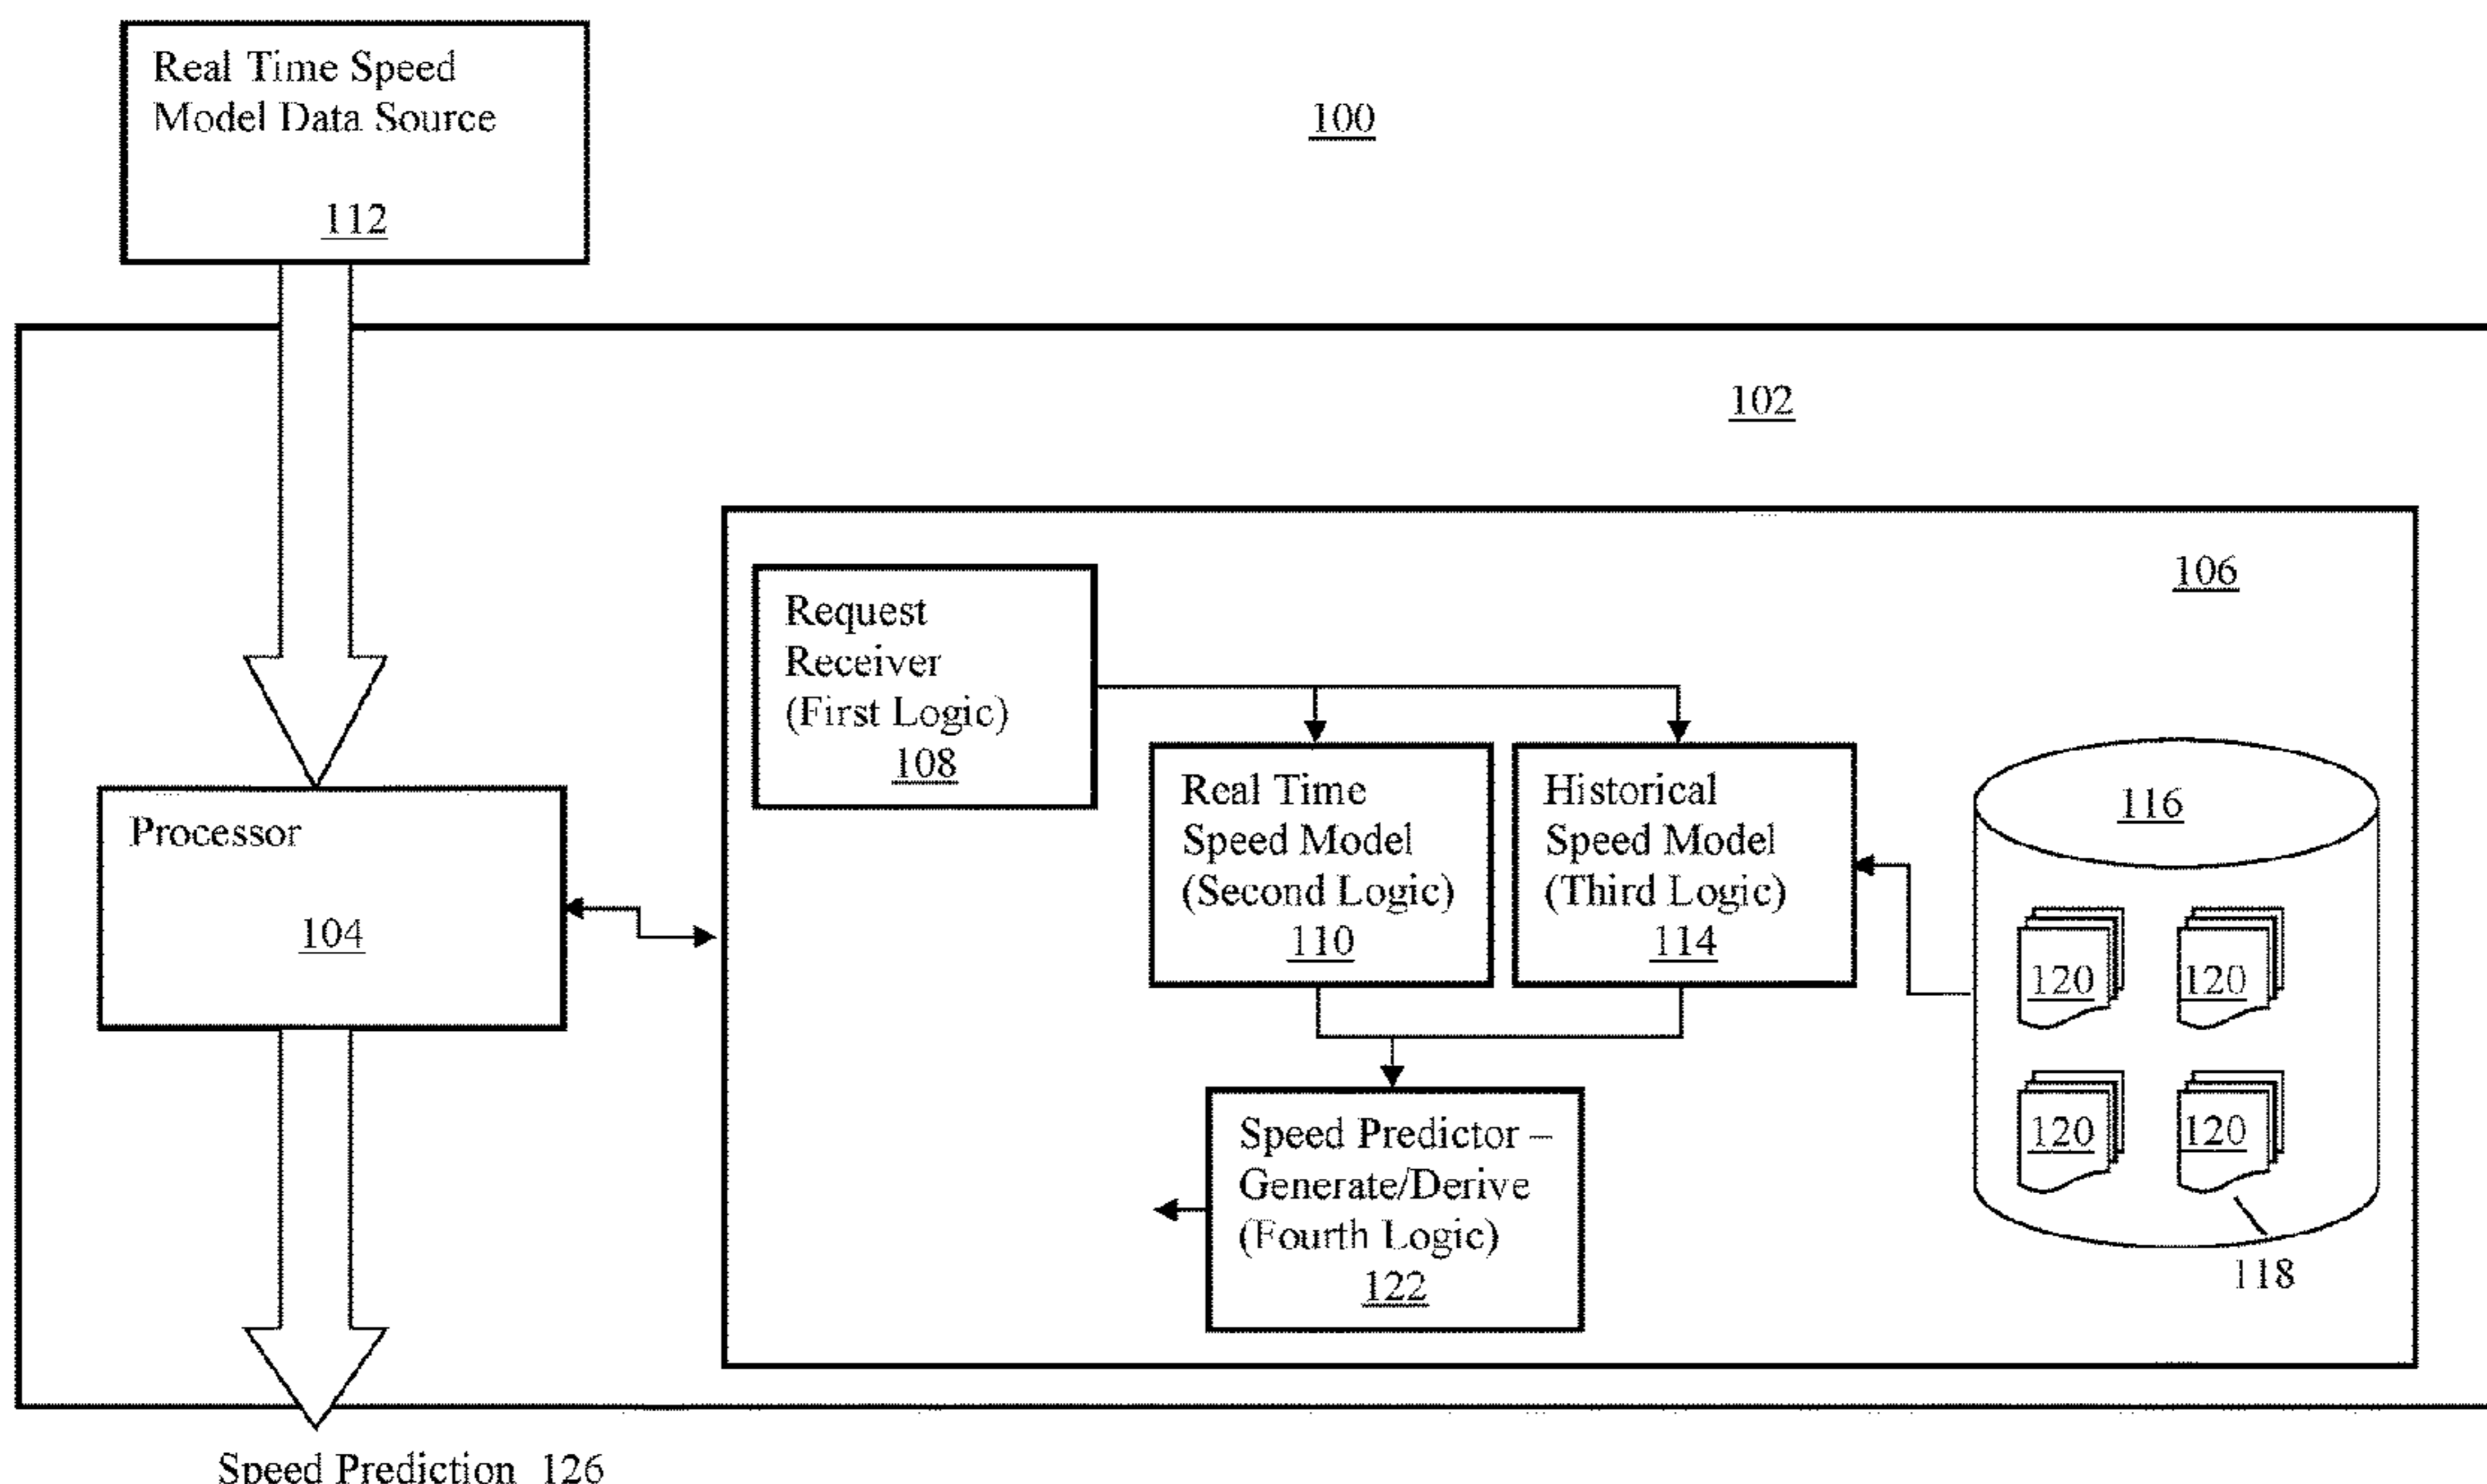 Real Time Speed
Model Data Source
112
100
102
106
Request
Receiver
(First Logic)
108
Real Time
Speed Model
(Second Logic)
110
Historical
Speed Model
(Third Logic)
114
116
Processor
104
120
120
120
120
118
Speed Predictor –
Generate/Derive
(Fourth Logic)
122
Speed Prediction 126